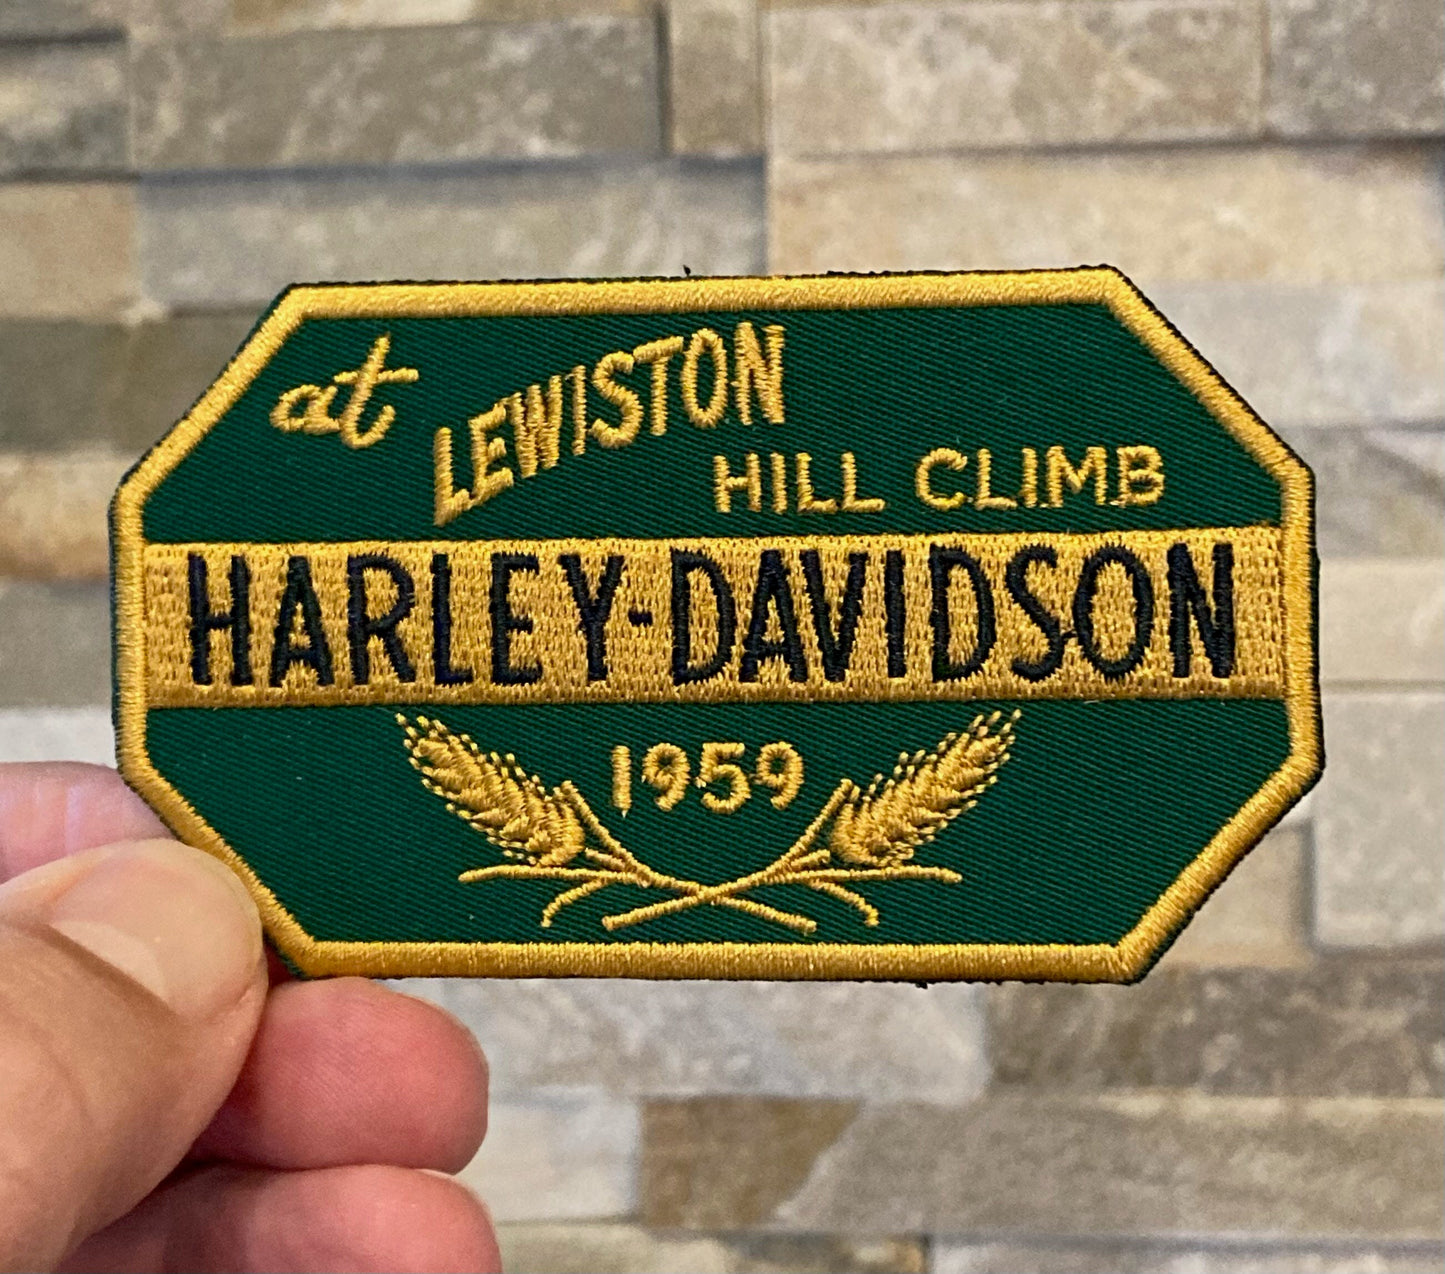 at LEWISTON
HILL CLIMB
HARLEY-DAVIDSON
1959